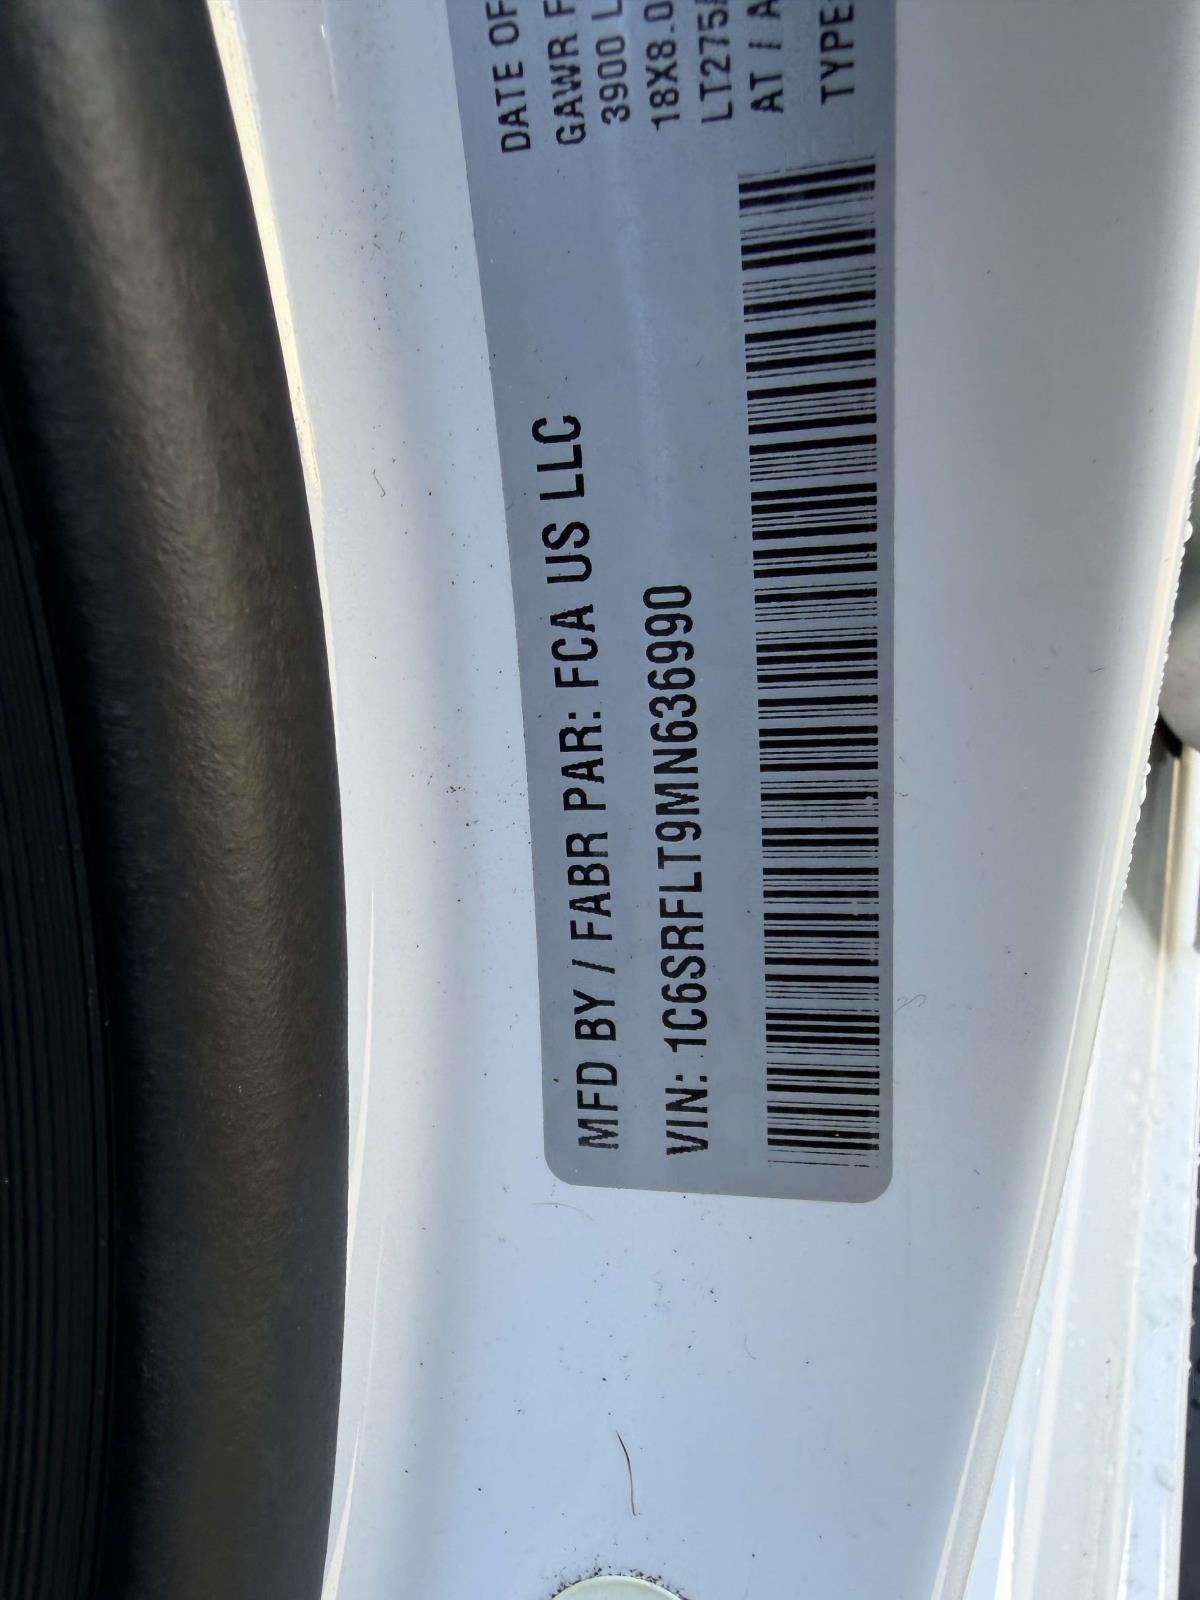 MFD BY / FABR PAR: FCA US LLC
VIN: 1C6SRFLT9MN636990
DATE OF
GAWR F
3900 L
18X8.0
LT275/
AT / A
TYPE